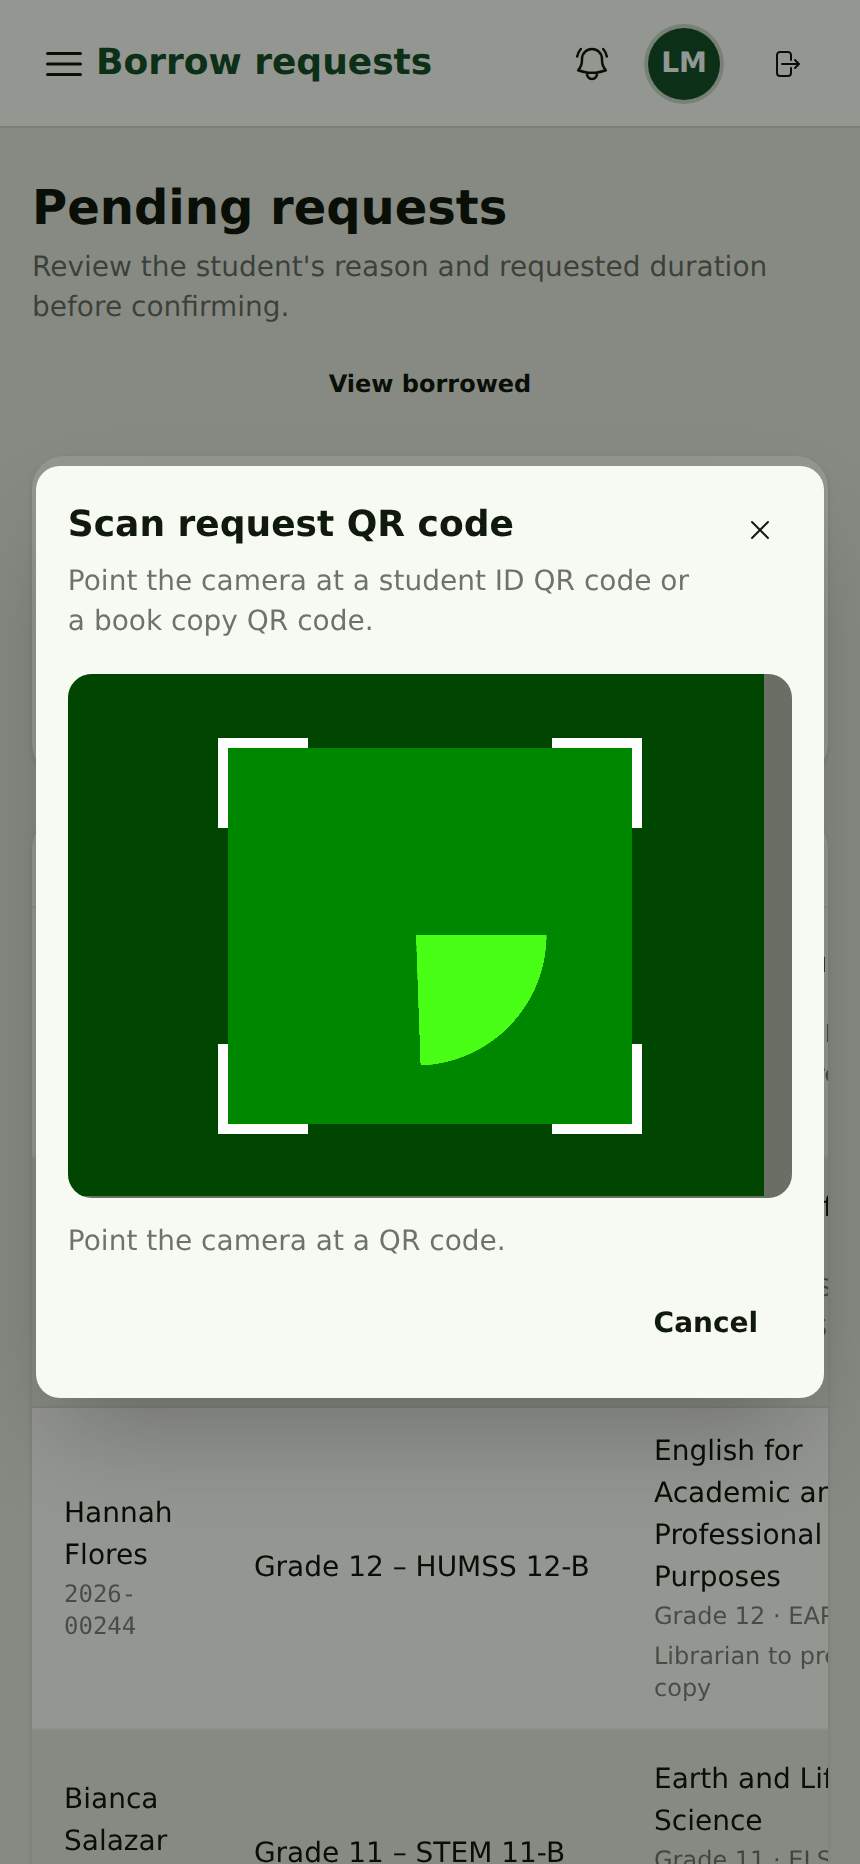 Borrow requests
LM
Pending requests
Review the student's reason and requested duration
before confirming.
View borrowed
Scan request QR code
Point the camera at a student ID QR code or
a book copy QR code.
Point the camera at a QR code.
Cancel
Hannah
Flores
2026-
00244
Grade 12 – HUMSS 12-B
English for
Academic
Professional
Purposes
Grade 12 ·
Librarian to
copy
Bianca
Salazar
Grade 11 – STEM 11-B
Earth and
Science
Grade 11 ·